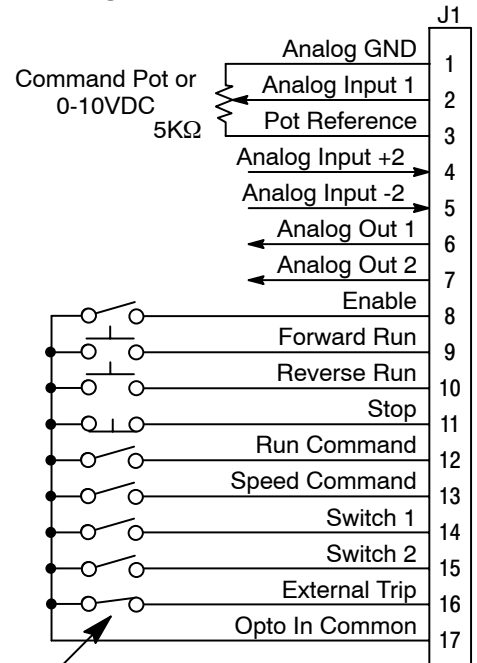 J1
Analog GND 1
Command Pot or
0-10VDC
5KΩ
Analog Input 1 2
Pot Reference 3
Analog Input +2 4
Analog Input -2 5
Analog Out 1 6
Analog Out 2 7
Enable 8
Forward Run 9
Reverse Run 10
Stop 11
Run Command 12
Speed Command 13
Switch 1 14
Switch 2 15
External Trip 16
Opto In Common 17